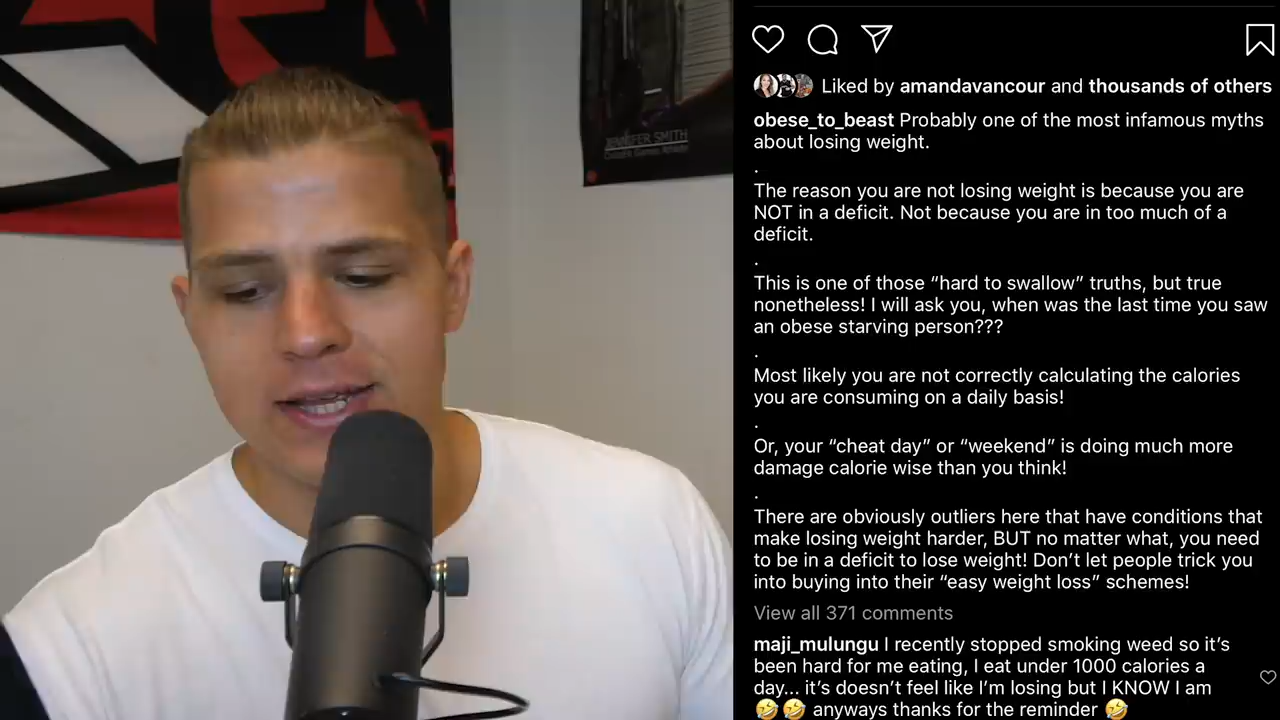 JENNIFER SMITH
CrossFit Games Athlete
Liked by amandavancour and thousands of others
obese_to_beast Probably one of the most infamous myths
about losing weight.
.
The reason you are not losing weight is because you are
NOT in a deficit. Not because you are in too much of a
deficit.
.
This is one of those “hard to swallow” truths, but true
nonetheless! I will ask you, when was the last time you saw
an obese starving person???
.
Most likely you are not correctly calculating the calories
you are consuming on a daily basis!
.
Or, your “cheat day” or “weekend” is doing much more
damage calorie wise than you think!
.
There are obviously outliers here that have conditions that
make losing weight harder, BUT no matter what, you need
to be in a deficit to lose weight! Don’t let people trick you
into buying into their “easy weight loss” schemes!
View all 371 comments
maji_mulungu I recently stopped smoking weed so it’s
been hard for me eating, I eat under 1000 calories a
day... it’s doesn’t feel like I’m losing but I KNOW I am
🤣🤣 anyways thanks for the reminder 🤣